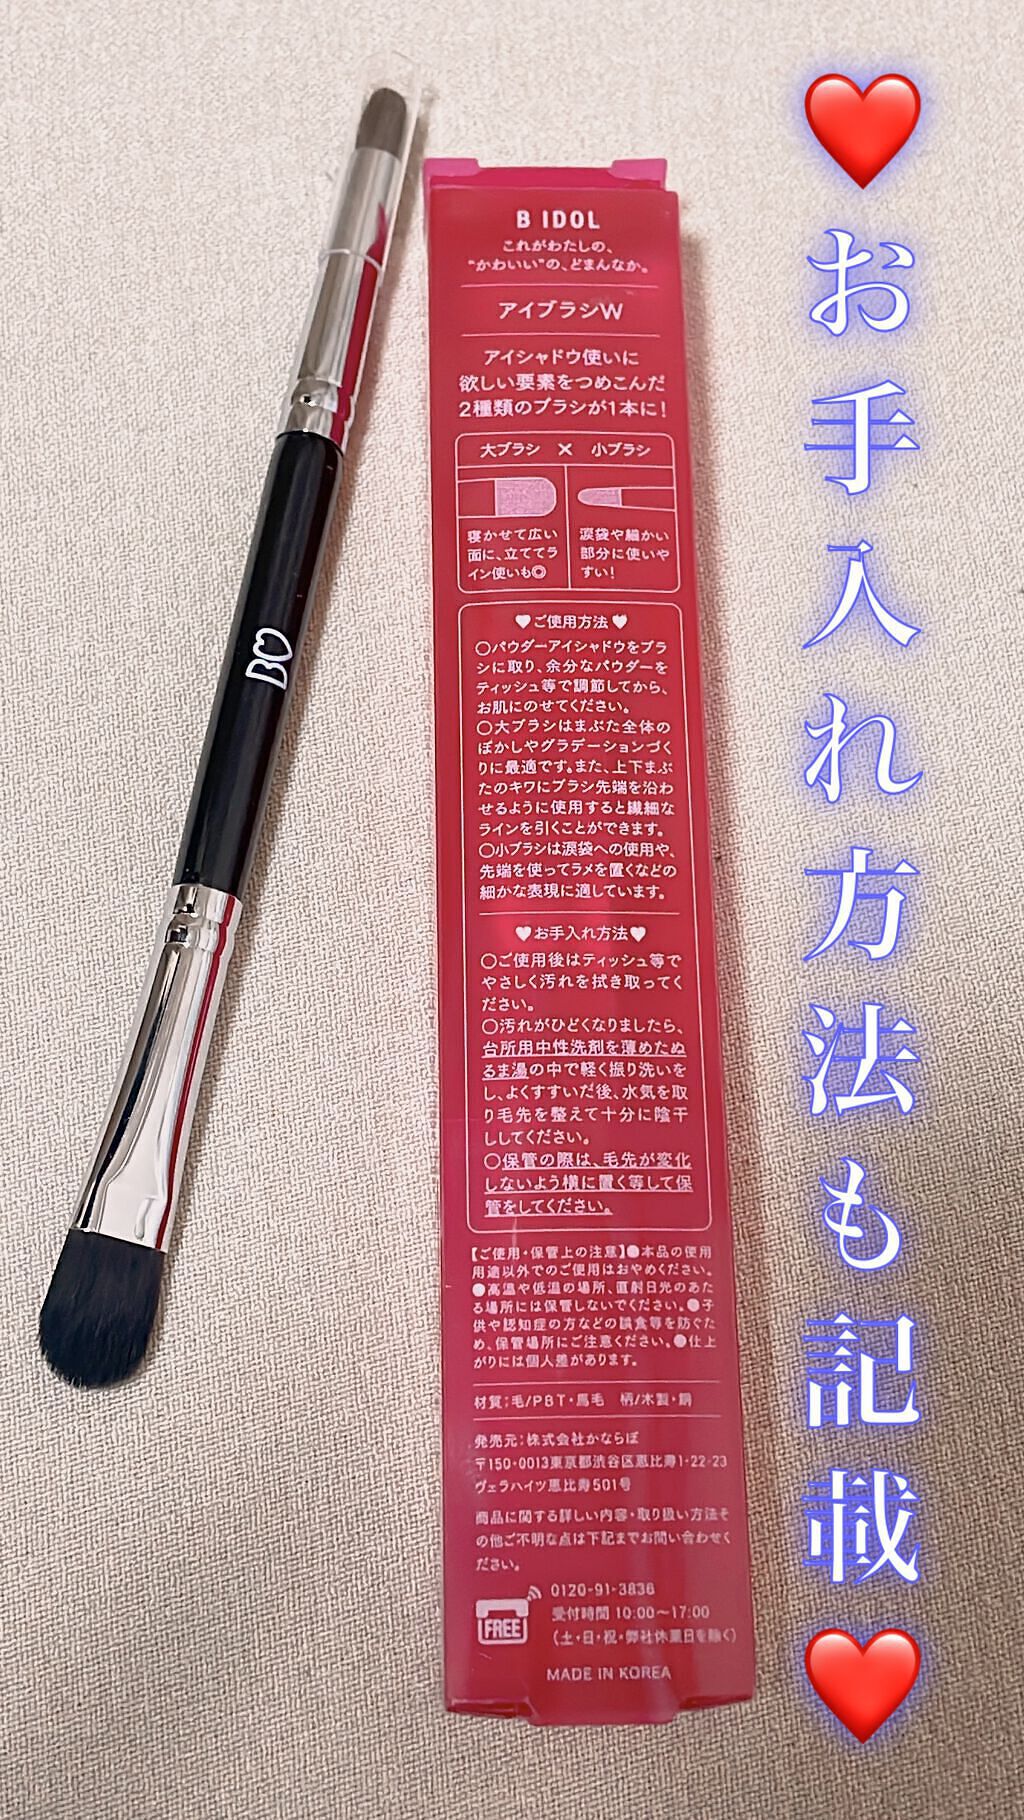 B IDOL
これがわたしの、
"かわいい"の、どまんなか。
アイブラシW
アイシャドウ使いに
欲しい要素をつめこんだ
2種類のブラシが1本に!
大ブラシ × 小ブラシ
寝かせて広い
面に、立ててラ
イン使いも◎
涙袋や細かい
部分に使いや
すい!
♥ご使用方法♥
○パウダーアイシャドウをブラ
シに取り、余分なパウダーを
ティッシュ等で調節してから、
お肌にのせてください。
○大ブラシはまぶた全体の
ぼかしやグラデーションづく
りに最適です。また、上下まぶ
たのキワにブラシ先端を沿わ
せるように使用すると繊細な
ラインを引くことができます。
○小ブラシは涙袋への使用や、
先端を使ってラメを置くなどの
細かな表現に適しています。
♥お手入れ方法♥
○ご使用後はティッシュ等で
やさしく汚れを拭き取ってく
ださい。
○汚れがひどくなりましたら、
台所用中性洗剤を薄めたぬ
るま湯の中で軽く振り洗いを
し、よくすすいだ後、水気を取
り毛先を整えて十分に陰干
ししてください。
○保管の際は、毛先が変化
しないよう横に置く等して保
管をしてください。
【ご使用・保管上の注意】●本品の使用
用途以外でのご使用はおやめください。
●高温や低温の場所、直射日光のあた
る場所には保管しないでください。●子
供や認知症の方などの誤食等を防ぐた
め、保管場所にご注意ください。●仕上
がりには個人差があります。
材質:毛/PBT・馬毛 柄/木製・銅
発売元:株式会社かならぼ
〒150-0013東京都渋谷区恵比寿1-22-23
ヴェラハイツ恵比寿501号
商品に関する詳しい内容・取り扱い方法そ
の他ご不明な点は下記までお問い合わせく
ださい。
FREE
0120-91-3836
受付時間 10:00〜17:00
(土・日・祝・弊社休業日を除く)
MADE IN KOREA
B♡
❤お手入れ方法も記載❤